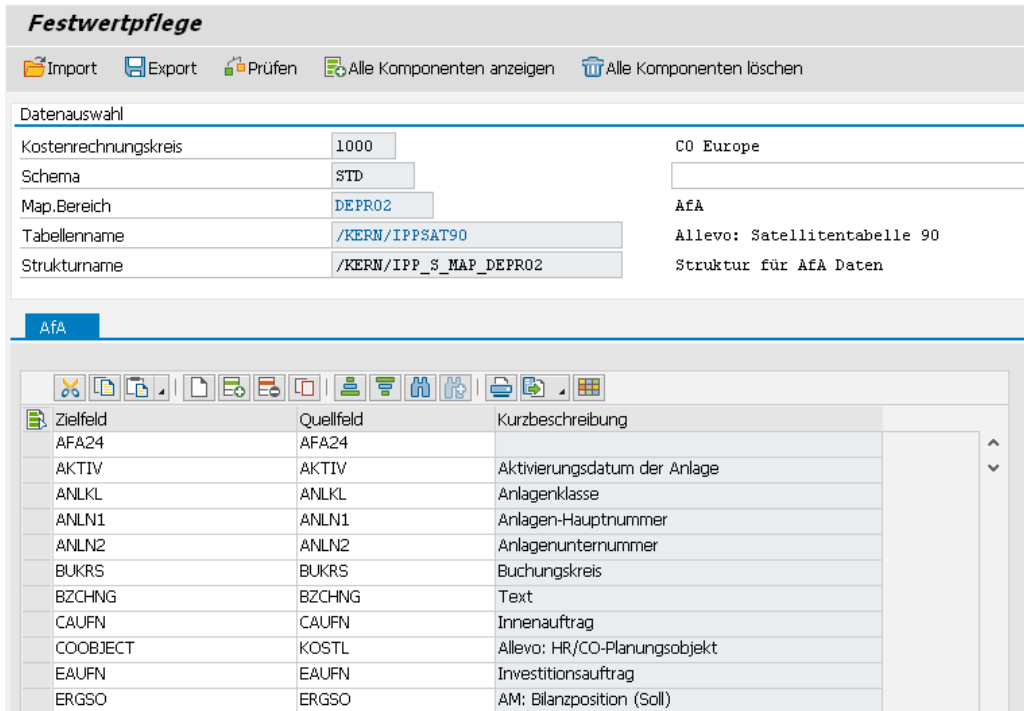 Festwertpflege
Import Export Prüfen Alle Komponenten anzeigen Alle Komponenten löschen
Datenauswahl
Kostenrechnungskreis 1000 CO Europe
Schema STD
Map.Bereich DEPR02 AfA
Tabellenname /KERN/IPPSAT90 Allevo: Satellitentabelle 90
Strukturname /KERN/IPP_S_MAP_DEPR02 Struktur für AfA Daten
AfA
Zielfeld Quellfeld Kurzbeschreibung
AFA24 AFA24
AKTIV AKTIV Aktivierungsdatum der Anlage
ANLKL ANLKL Anlagenklasse
ANLN1 ANLN1 Anlagen-Hauptnummer
ANLN2 ANLN2 Anlagenunternummer
BUKRS BUKRS Buchungskreis
BZCHNG BZCHNG Text
CAUFN CAUFN Innenauftrag
COOBJECT KOSTL Allevo: HR/CO-Planungsobjekt
EAUFN EAUFN Investitionsauftrag
ERGSO ERGSO AM: Bilanzposition (Soll)